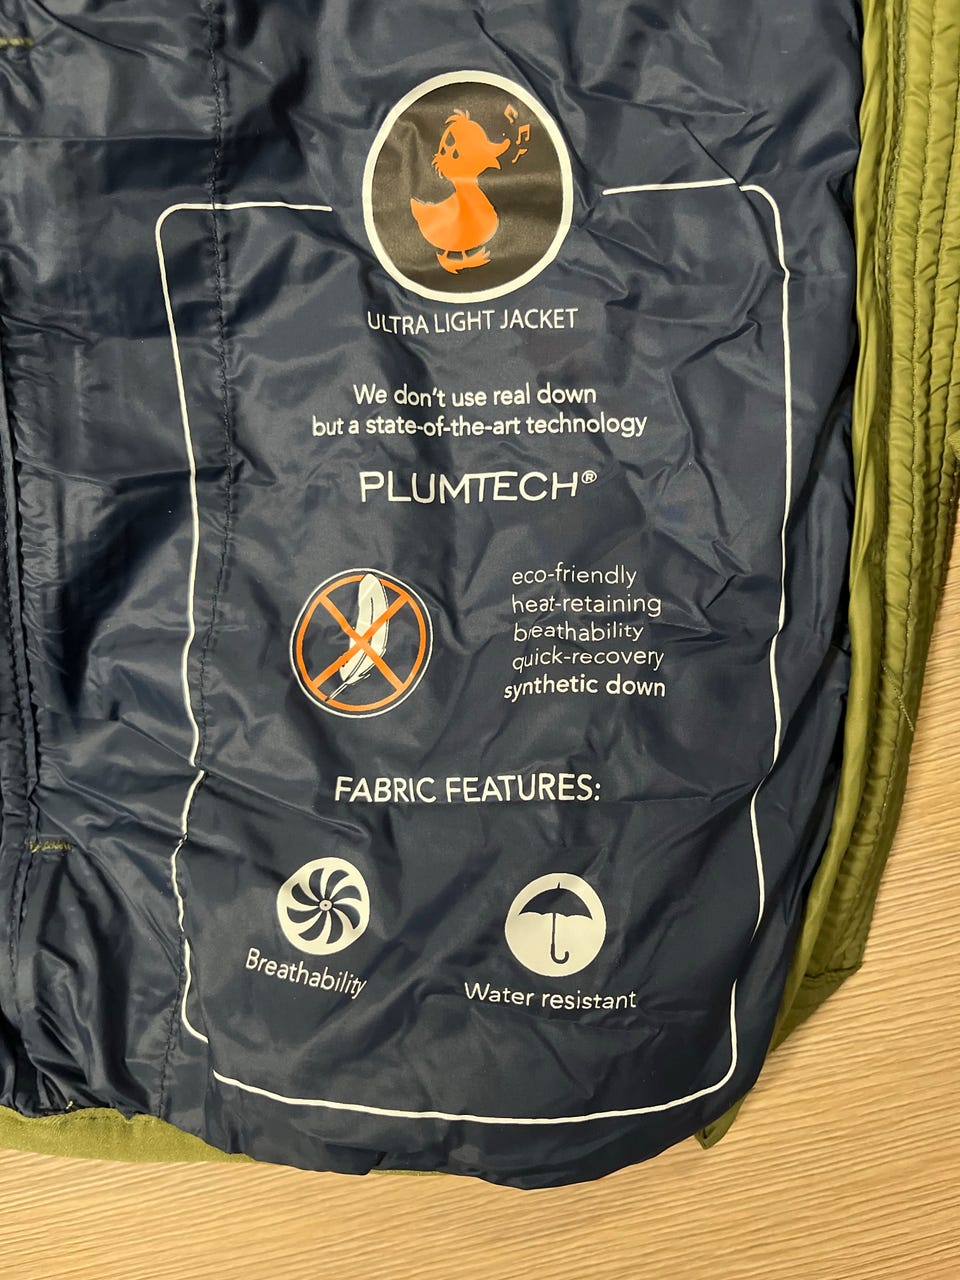 ULTRA LIGHT JACKET
We don't use real down
but a state-of-the-art technology
PLUMTECH®
eco-friendly
heat-retaining
breathability
quick-recovery
synthetic down
FABRIC FEATURES:
Breathability
Water resistant